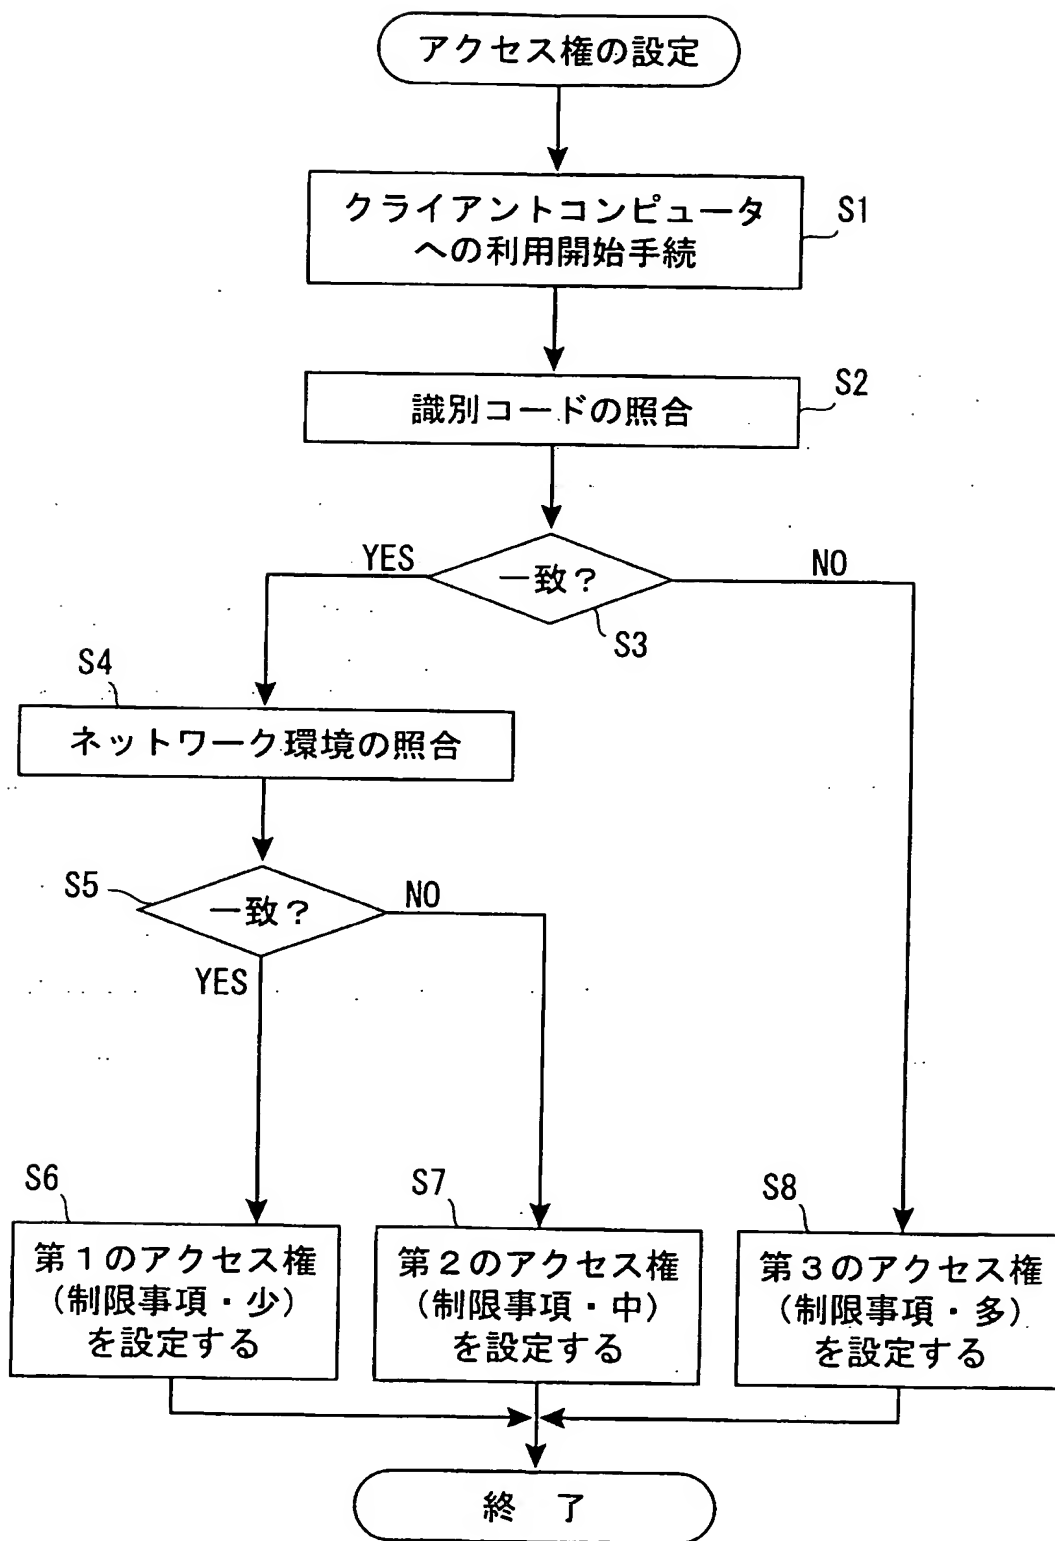 アクセス権の設定
クライアントコンピュータ
への利用開始手続
S1
識別コードの照合
S2
一致？
YES
NO
S3
S4
ネットワーク環境の照合
S5
一致？
NO
YES
S6
第１のアクセス権
（制限事項・少）
を設定する
S7
第２のアクセス権
（制限事項・中）
を設定する
S8
第３のアクセス権
（制限事項・多）
を設定する
終　了